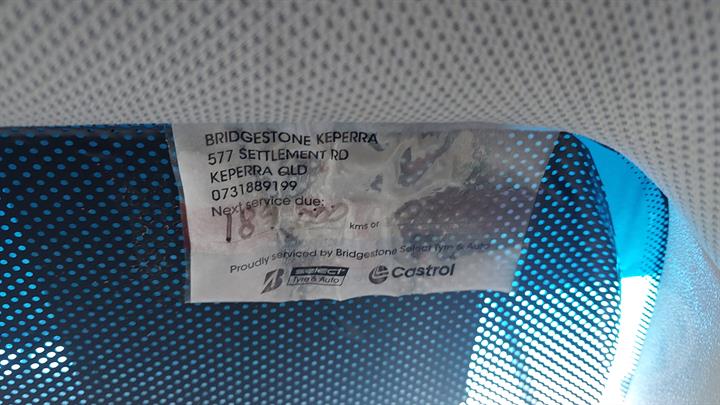 BRIDGESTONE KEPERRA
577 SETTLEMENT RD
KEPERRA QLD
0731889199
Next service due:
kms or
Proudly serviced by Bridgestone Select Tyre & Auto
B SELECT Tyre & Auto Castrol